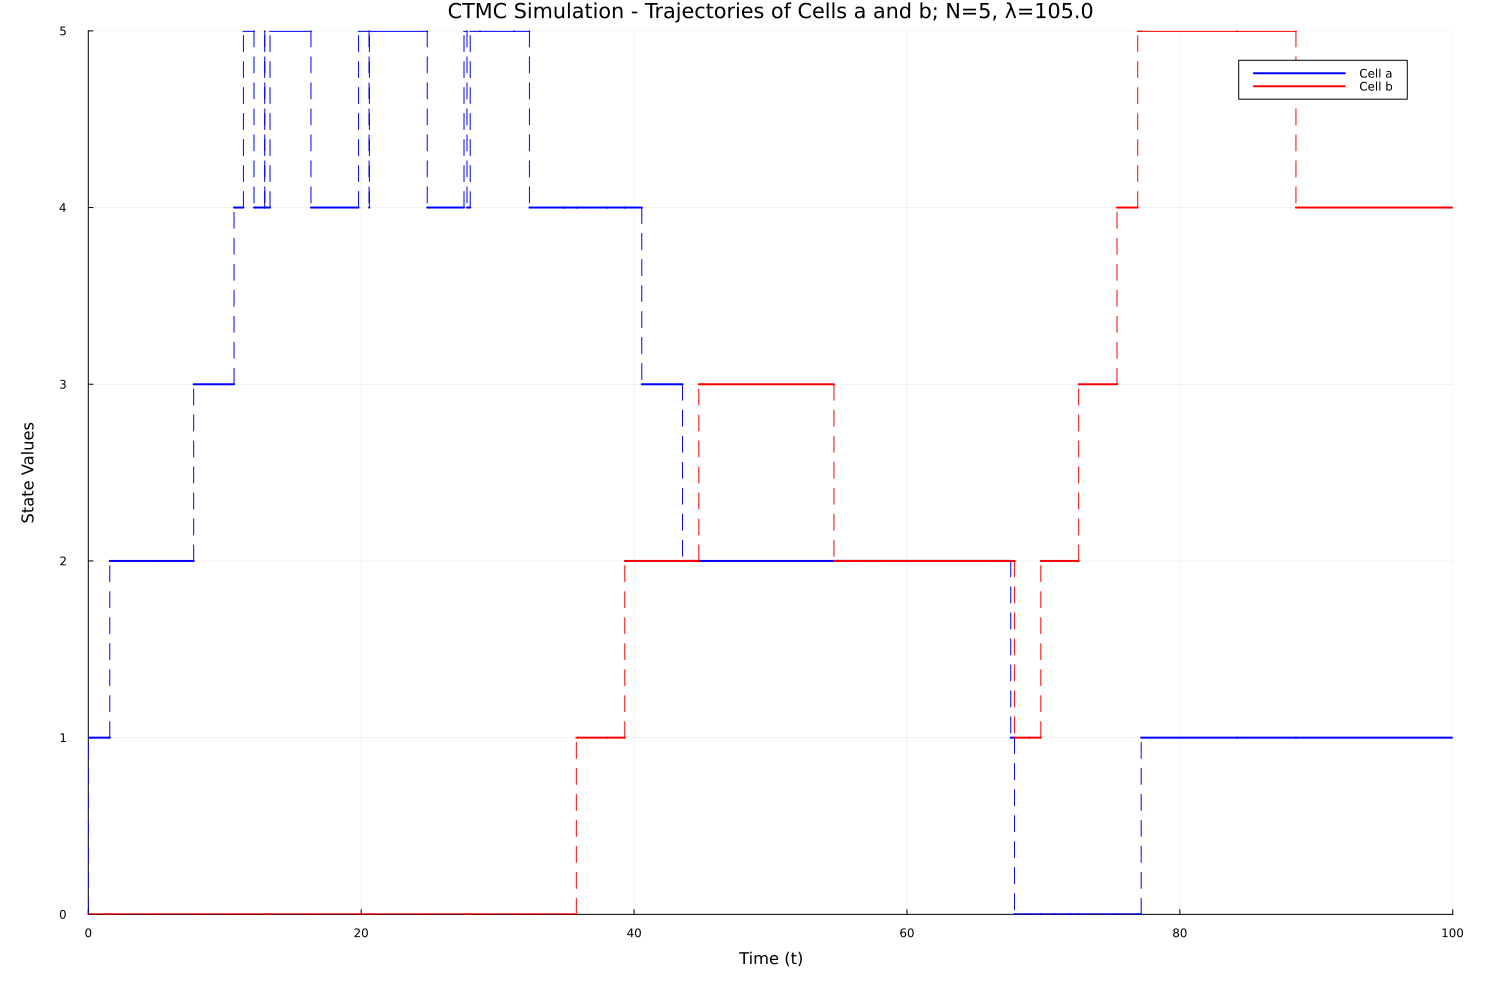 CTMC Simulation - Trajectories of Cells a and b; N=5, λ=105.0
5
Cell a
Cell b
4
3
State Values
2
1
0
0 20 40 60 80 100
Time (t)